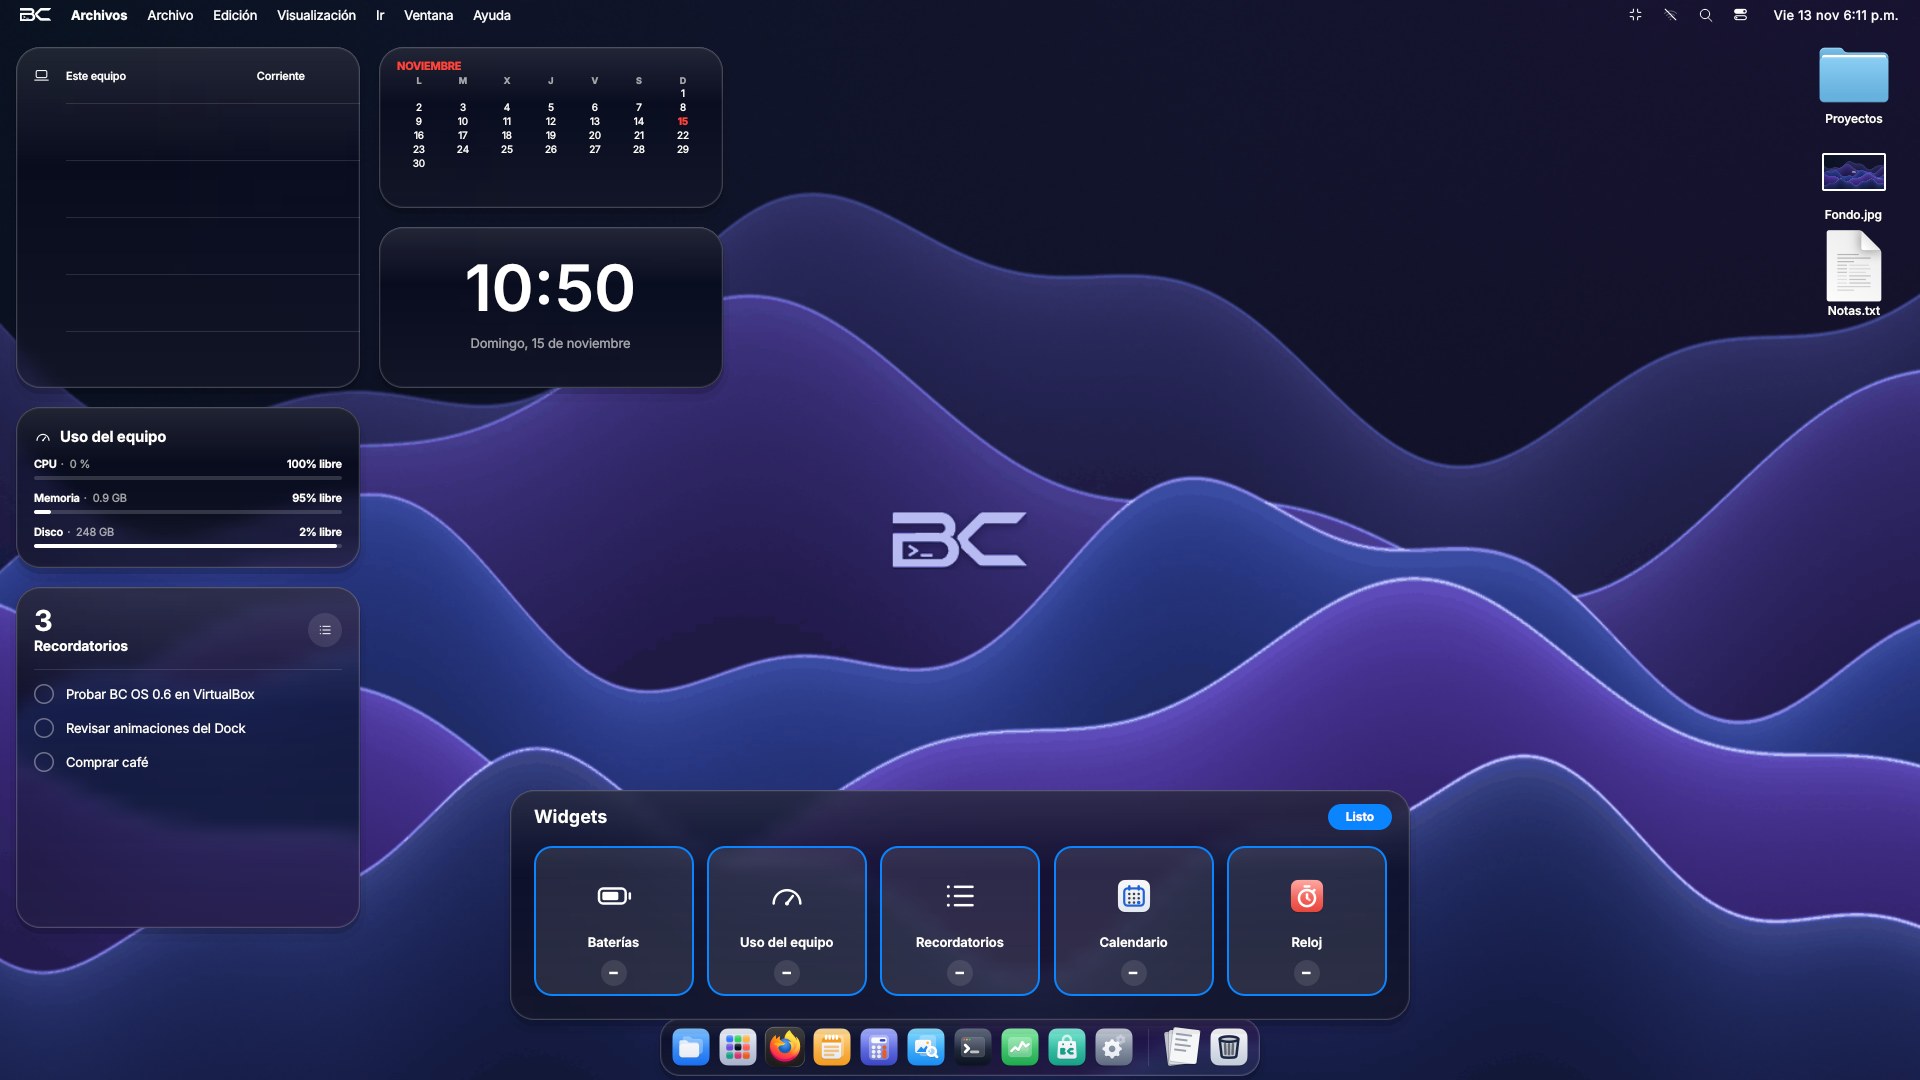 BC Archivos Archivo Edición Visualización Ir Ventana Ayuda Vie 13 nov 6:11 p.m.
Este equipo Corriente
NOVIEMBRE
L M X J V S D
1
2 3 4 5 6 7 8
9 10 11 12 13 14 15
16 17 18 19 20 21 22
23 24 25 26 27 28 29
30
10:50
Domingo, 15 de noviembre
Proyectos
Fondo.jpg
Notas.txt
Uso del equipo
CPU · 0 % 100% libre
Memoria · 0.9 GB 95% libre
Disco · 248 GB 2% libre
3
Recordatorios
Probar BC OS 0.6 en VirtualBox
Revisar animaciones del Dock
Comprar café
BC
>_
Widgets Listo
Baterías Uso del equipo Recordatorios Calendario Reloj